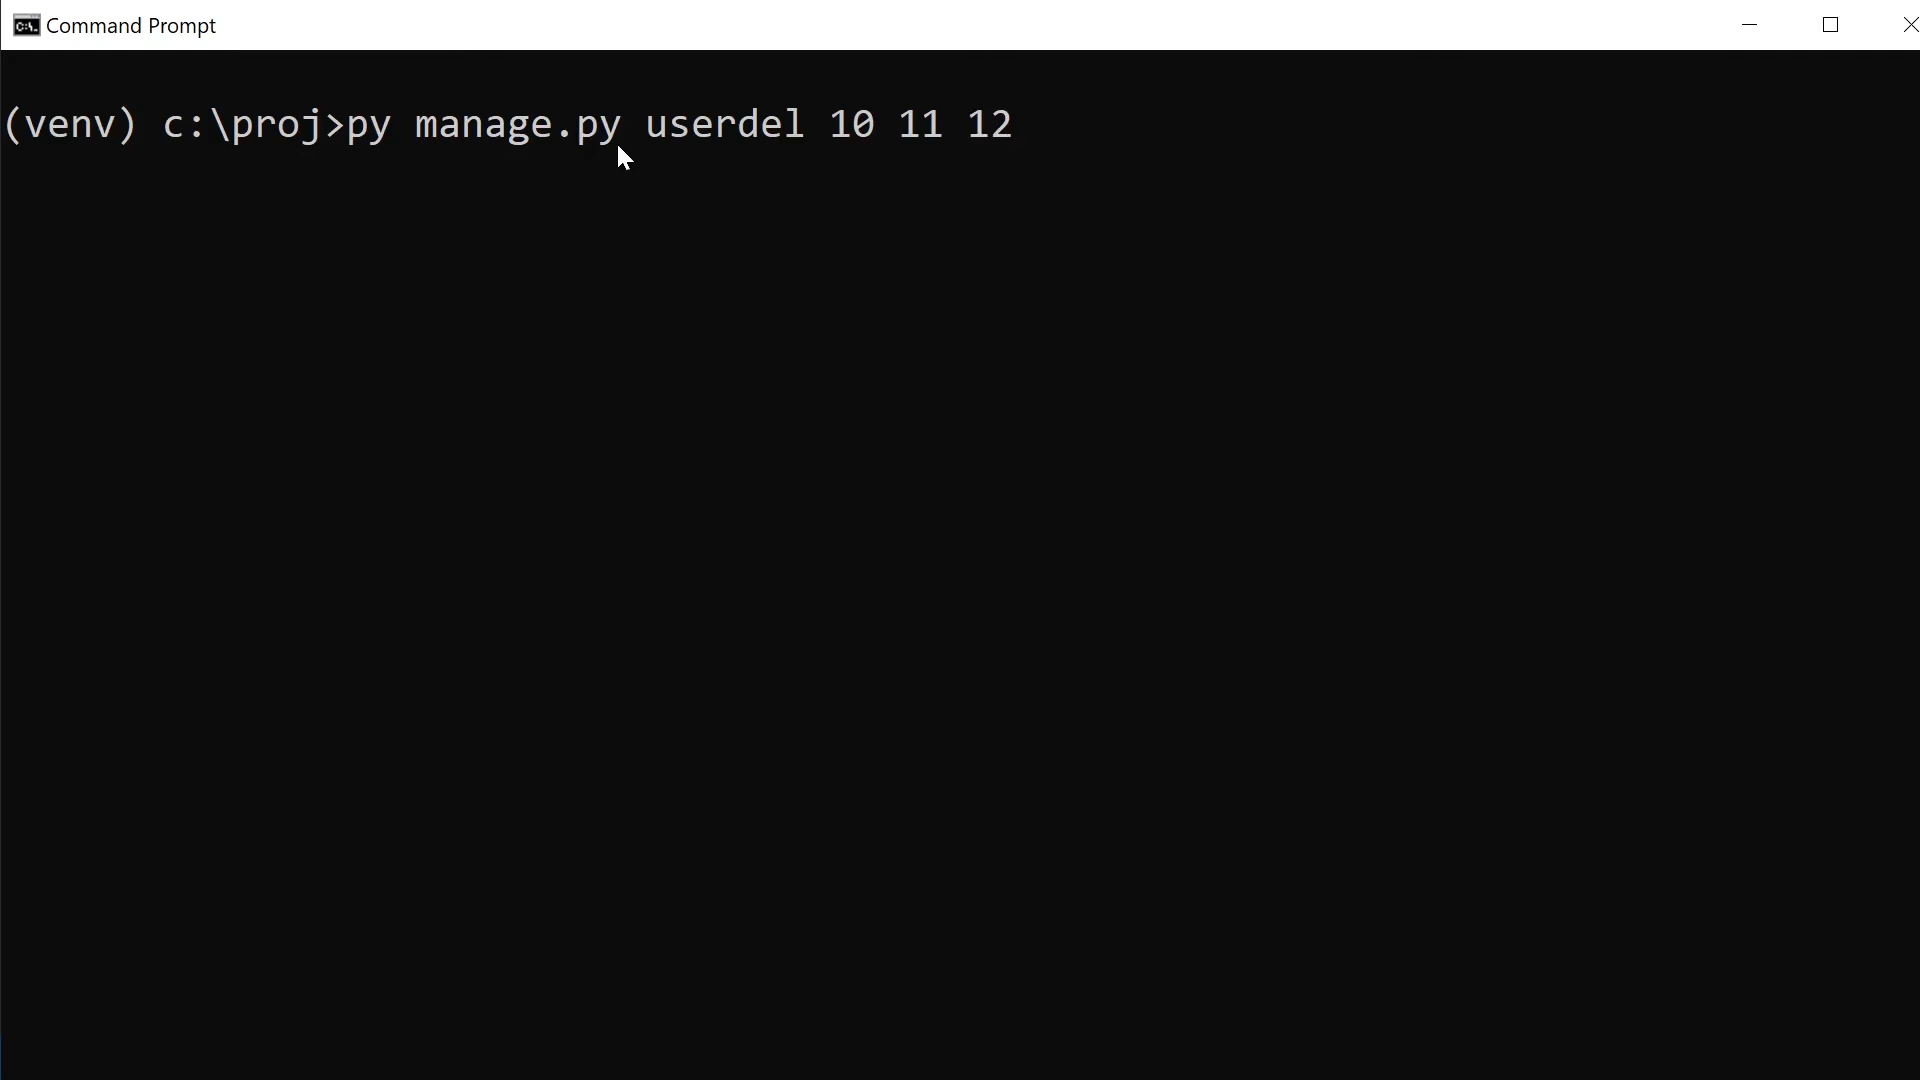 Command Prompt
(venv) c:\proj>py manage.py userdel 10 11 12